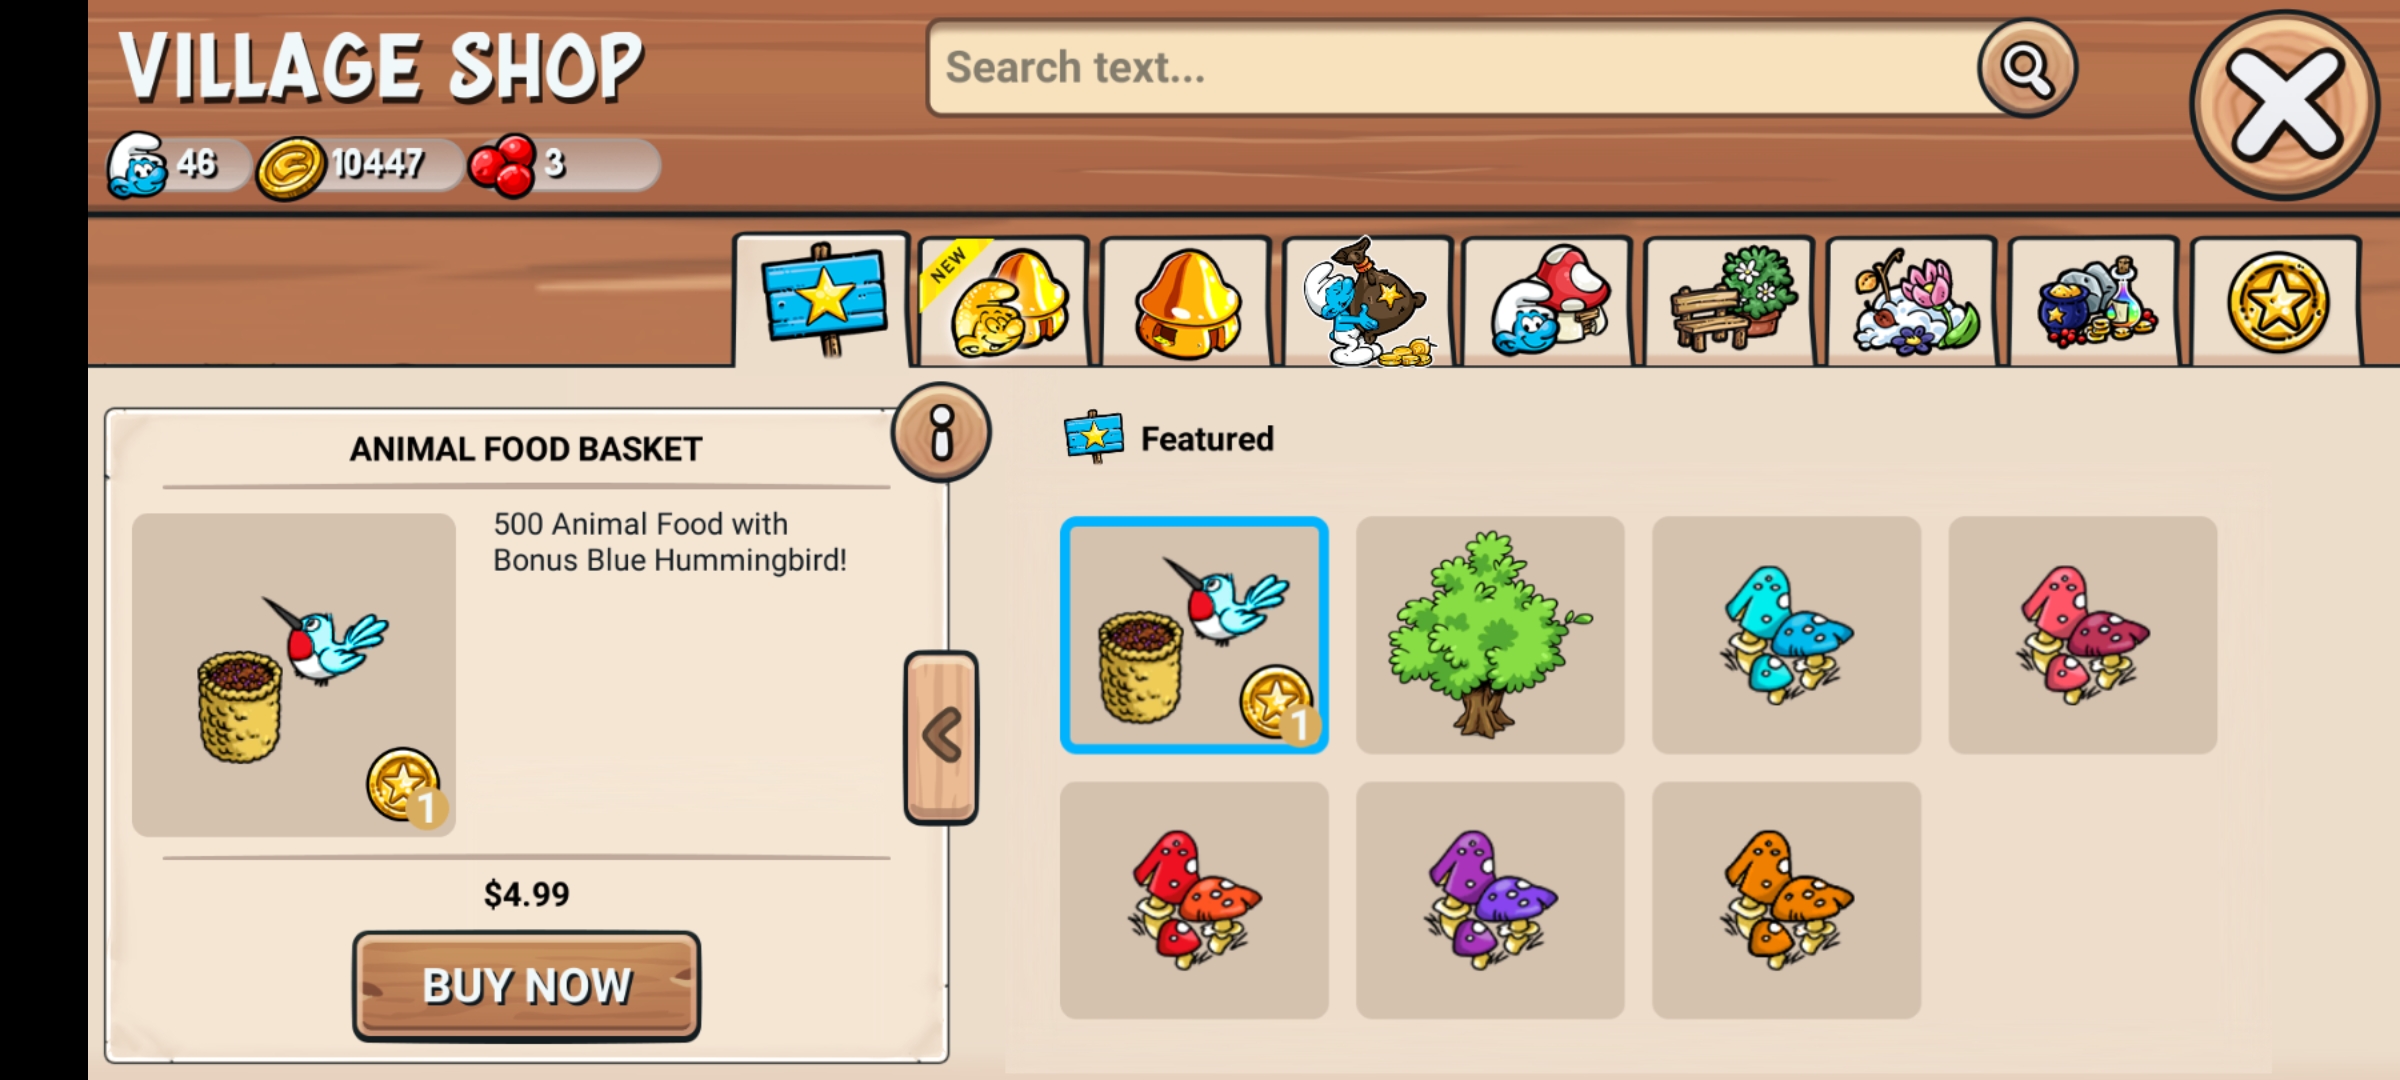 VILLAGE SHOP
Search text...
46
10447
3
NEW
ANIMAL FOOD BASKET
500 Animal Food with
Bonus Blue Hummingbird!
1
$4.99
BUY NOW
Featured
1